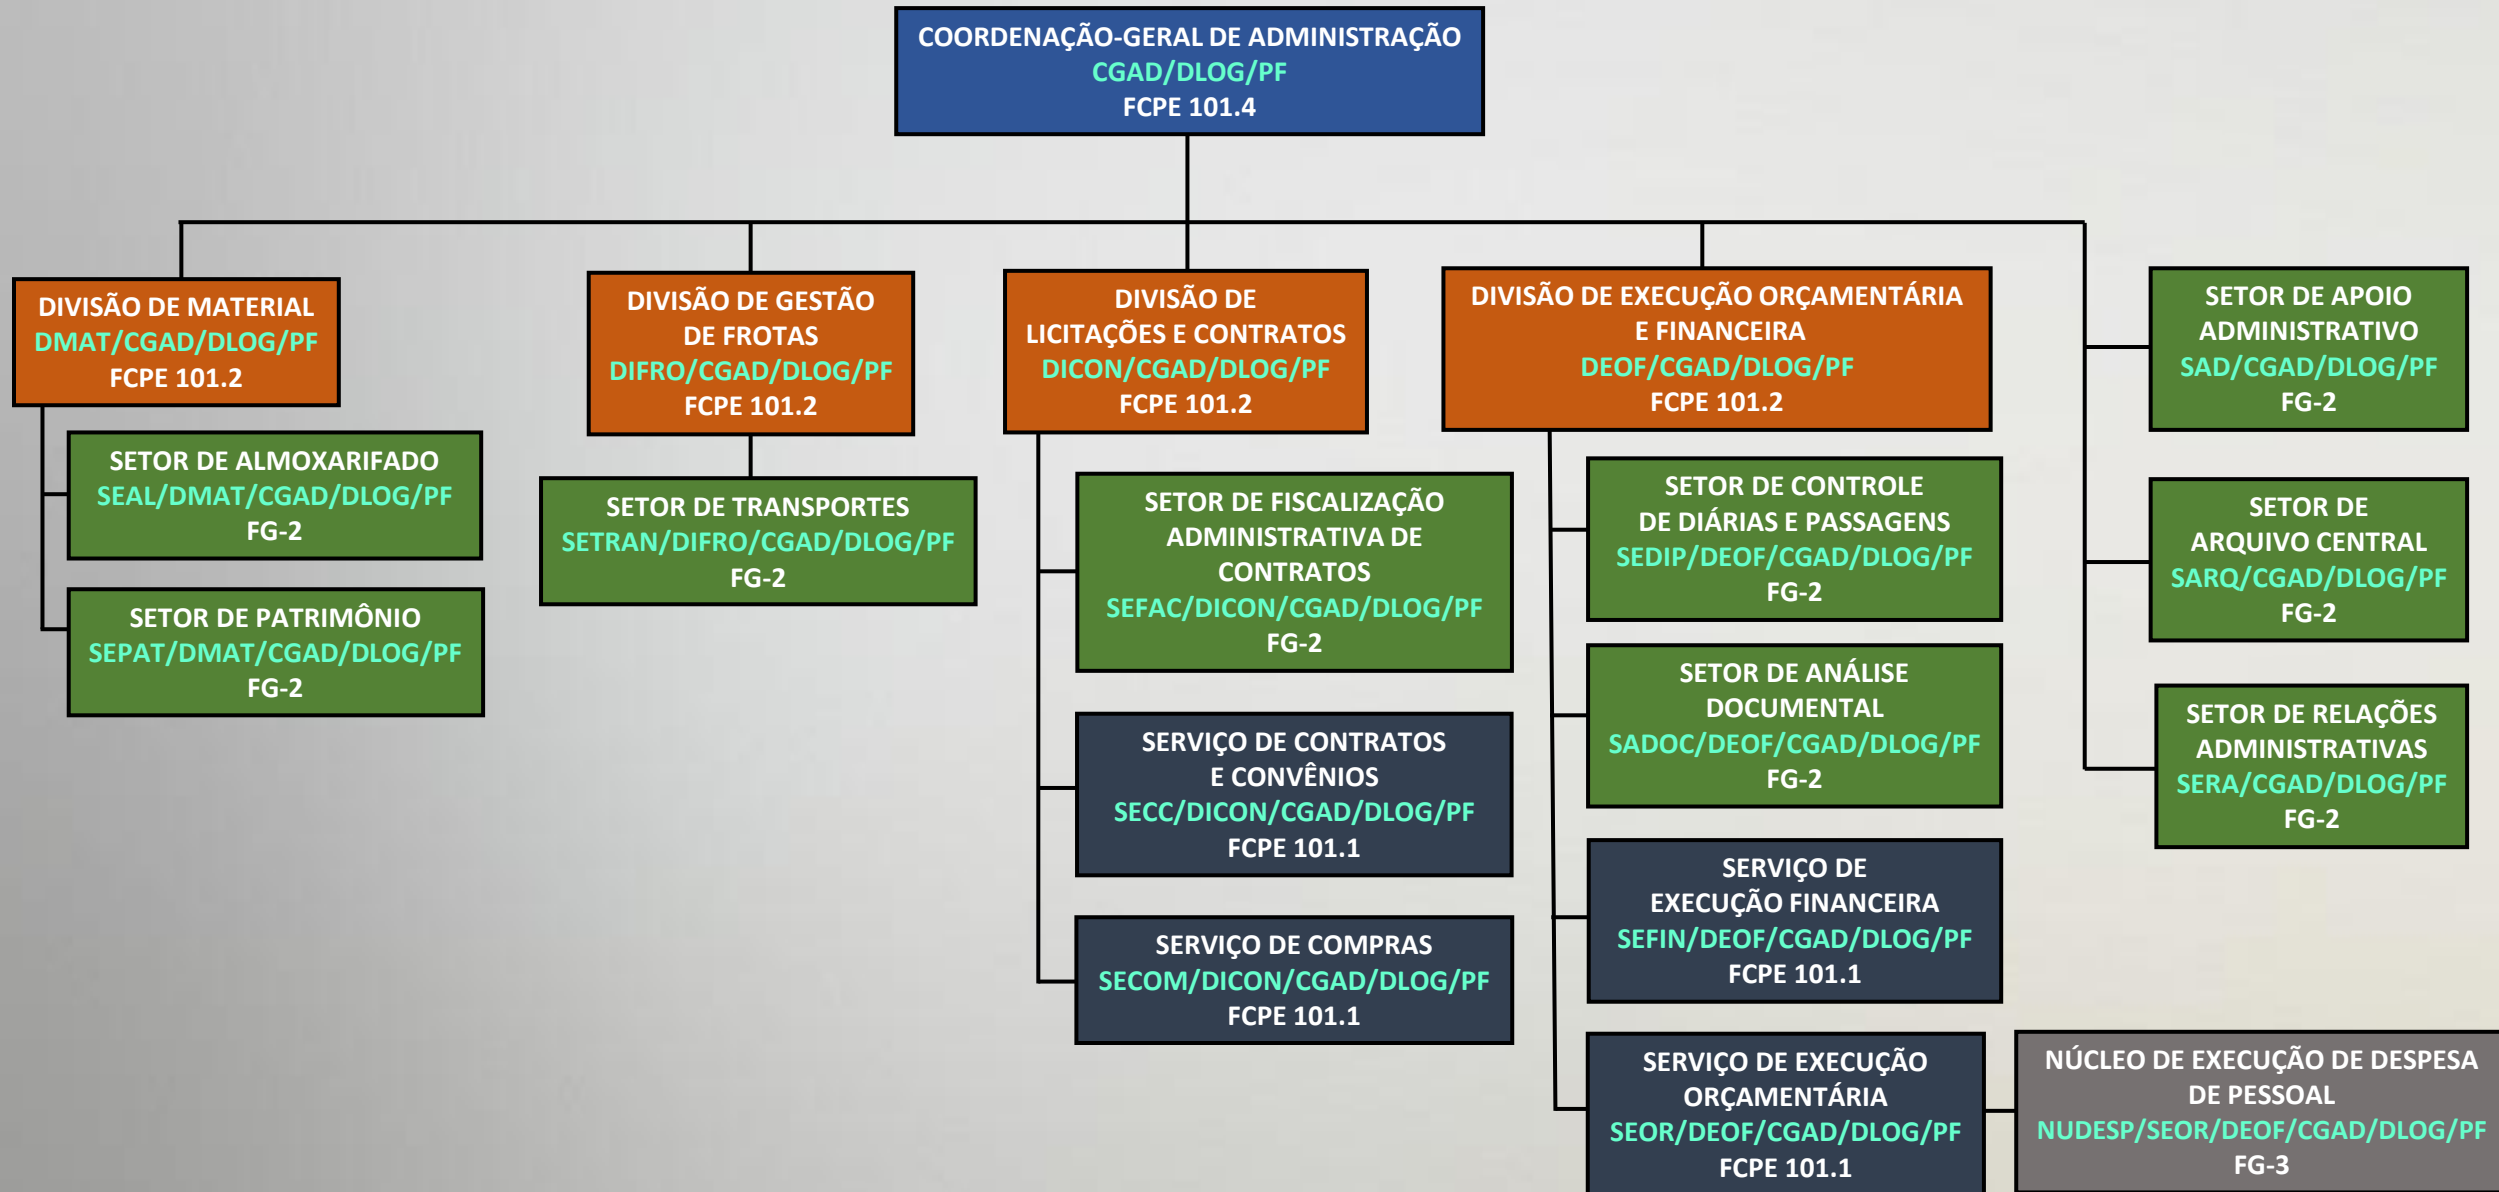 COORDENAÇÃO-GERAL DE ADMINISTRAÇÃO
CGAD/DLOG/PF
FCPE 101.4
DIVISÃO DE MATERIAL
DMAT/CGAD/DLOG/PF
FCPE 101.2
SETOR DE ALMOXARIFADO
SEAL/DMAT/CGAD/DLOG/PF
FG-2
SETOR DE PATRIMÔNIO
SEPAT/DMAT/CGAD/DLOG/PF
FG-2
DIVISÃO DE GESTÃO
DE FROTAS
DIFRO/CGAD/DLOG/PF
FCPE 101.2
SETOR DE TRANSPORTES
SETRAN/DIFRO/CGAD/DLOG/PF
FG-2
DIVISÃO DE
LICITAÇÕES E CONTRATOS
DICON/CGAD/DLOG/PF
FCPE 101.2
SETOR DE FISCALIZAÇÃO
ADMINISTRATIVA DE
CONTRATOS
SEFAC/DICON/CGAD/DLOG/PF
FG-2
SERVIÇO DE CONTRATOS
E CONVÊNIOS
SECC/DICON/CGAD/DLOG/PF
FCPE 101.1
SERVIÇO DE COMPRAS
SECOM/DICON/CGAD/DLOG/PF
FCPE 101.1
DIVISÃO DE EXECUÇÃO ORÇAMENTÁRIA
E FINANCEIRA
DEOF/CGAD/DLOG/PF
FCPE 101.2
SETOR DE CONTROLE
DE DIÁRIAS E PASSAGENS
SEDIP/DEOF/CGAD/DLOG/PF
FG-2
SETOR DE ANÁLISE
DOCUMENTAL
SADOC/DEOF/CGAD/DLOG/PF
FG-2
SERVIÇO DE
EXECUÇÃO FINANCEIRA
SEFIN/DEOF/CGAD/DLOG/PF
FCPE 101.1
SERVIÇO DE EXECUÇÃO
ORÇAMENTÁRIA
SEOR/DEOF/CGAD/DLOG/PF
FCPE 101.1
NÚCLEO DE EXECUÇÃO DE DESPESA
DE PESSOAL
NUDESP/SEOR/DEOF/CGAD/DLOG/PF
FG-3
SETOR DE APOIO
ADMINISTRATIVO
SAD/CGAD/DLOG/PF
FG-2
SETOR DE
ARQUIVO CENTRAL
SARQ/CGAD/DLOG/PF
FG-2
SETOR DE RELAÇÕES
ADMINISTRATIVAS
SERA/CGAD/DLOG/PF
FG-2